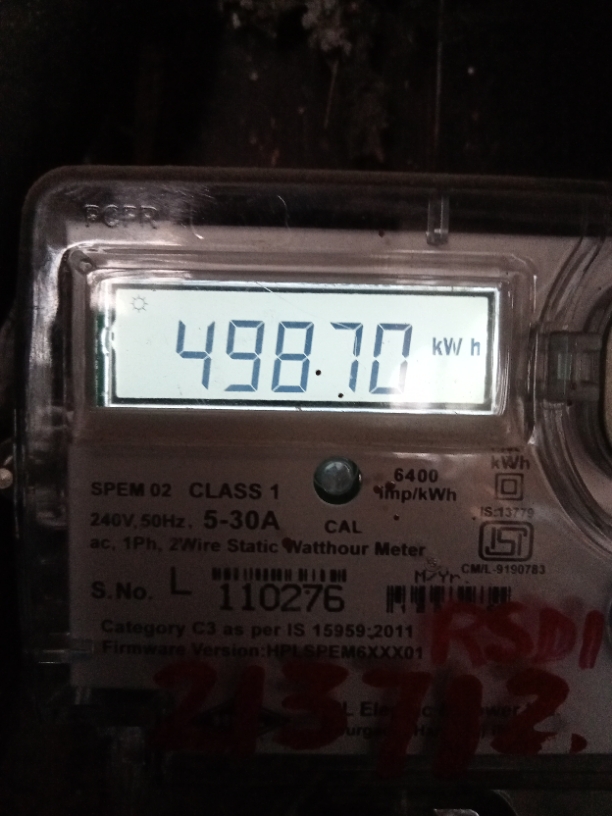 498.70 kWh
kWh
6400
imp/kWh
SPEM 02 CLASS 1
240V,50Hz. 5-30A
CAL
IS:13779
ac, 1Ph, 2Wire Static Watthour Meter
CM/L-9190783
S.No. L 110276
Category C3 as per IS 15959:2011
Firmware Version:HPLSPEM6XXX01
RSD1
213712.